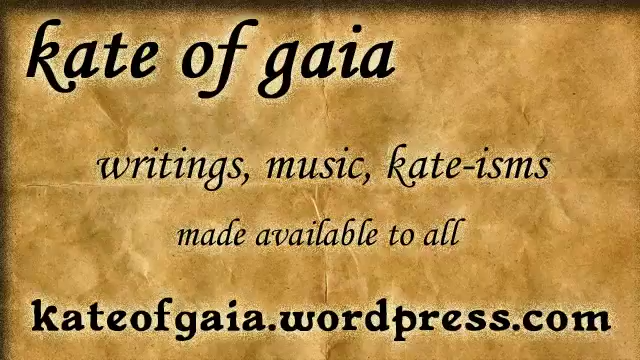 kate of gaia
writings, music, kate-isms
made available to all
kateofgaia.wordpress.com